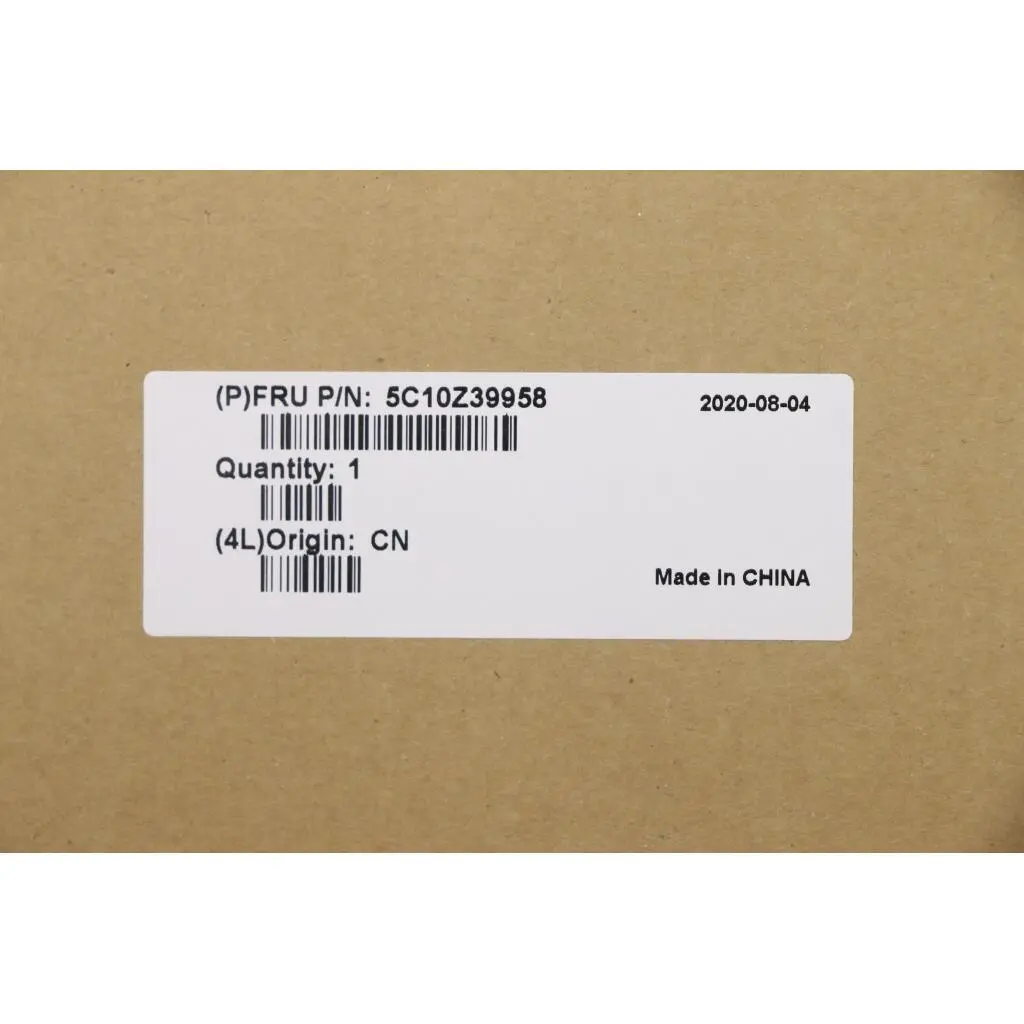 (P)FRU P/N: 5C10Z39958
2020-08-04
Quantity: 1
(4L)Origin: CN
Made In CHINA